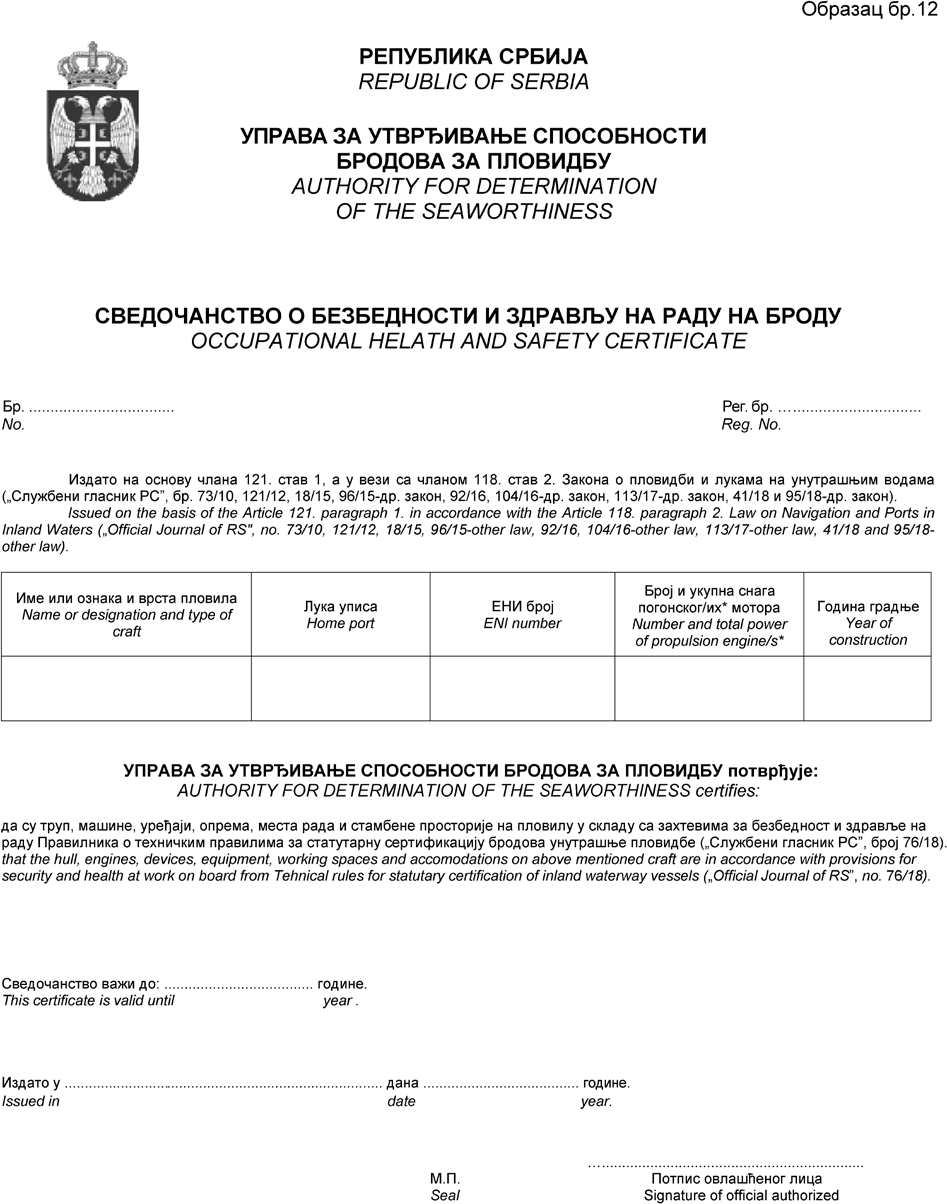 Образац бр.12
РЕПУБЛИКА СРБИЈА
REPUBLIC OF SERBIA
УПРАВА ЗА УТВРЂИВАЊЕ СПОСОБНОСТИ
БРОДОВА ЗА ПЛОВИДБУ
AUTHORITY FOR DETERMINATION
OF THE SEAWORTHINESS
СВЕДОЧАНСТВО О БЕЗБЕДНОСТИ И ЗДРАВЉУ НА РАДУ НА БРОДУ
OCCUPATIONAL HELATH AND SAFETY CERTIFICATE
Бр. .................................. Рег. бр. .................................
No. Reg. No.
Издато на основу члана 121. став 1, а у вези са чланом 118. став 2. Закона о пловидби и лукама на унутрашњим водама
(„Службени гласник РС”, бр. 73/10, 121/12, 18/15, 96/15-др. закон, 92/16, 104/16-др. закон, 113/17-др. закон, 41/18 и 95/18-др. закон).
Issued on the basis of the Article 121. paragraph 1. in accordance with the Article 118. paragraph 2. Law on Navigation and Ports in
Inland Waters („Official Journal of RS", no. 73/10, 121/12, 18/15, 96/15-other law, 92/16, 104/16-other law, 113/17-other law, 41/18 and 95/18-
other law).
Име или ознака и врста пловила
Name or designation and type of
craft
Лука уписа
Home port
ЕНИ број
ENI number
Број и укупна снага
погонског/их* мотора
Number and total power
of propulsion engine/s*
Година градње
Year of
construction
УПРАВА ЗА УТВРЂИВАЊЕ СПОСОБНОСТИ БРОДОВА ЗА ПЛОВИДБУ потврђује:
AUTHORITY FOR DETERMINATION OF THE SEAWORTHINESS certifies:
да су труп, машине, уређаји, опрема, места рада и стамбене просторије на пловилу у складу са захтевима за безбедност и здравље на
раду Правилника о техничким правилима за статутарну сертификацију бродова унутрашње пловидбе („Службени гласник РС”, број 76/18).
that the hull, engines, devices, equipment, working spaces and accomodations on above mentioned craft are in accordance with provisions for
security and health at work on board from Tehnical rules for statutary certification of inland waterway vessels („Official Journal of RS”, no. 76/18).
Сведочанство важи до: ................................... године.
This certificate is valid until year .
Издато у .......................................................................... дана ..................................... године.
Issued in date year.
................................................................
М.П. Потпис овлашћеног лица
Seal Signature of official authorized